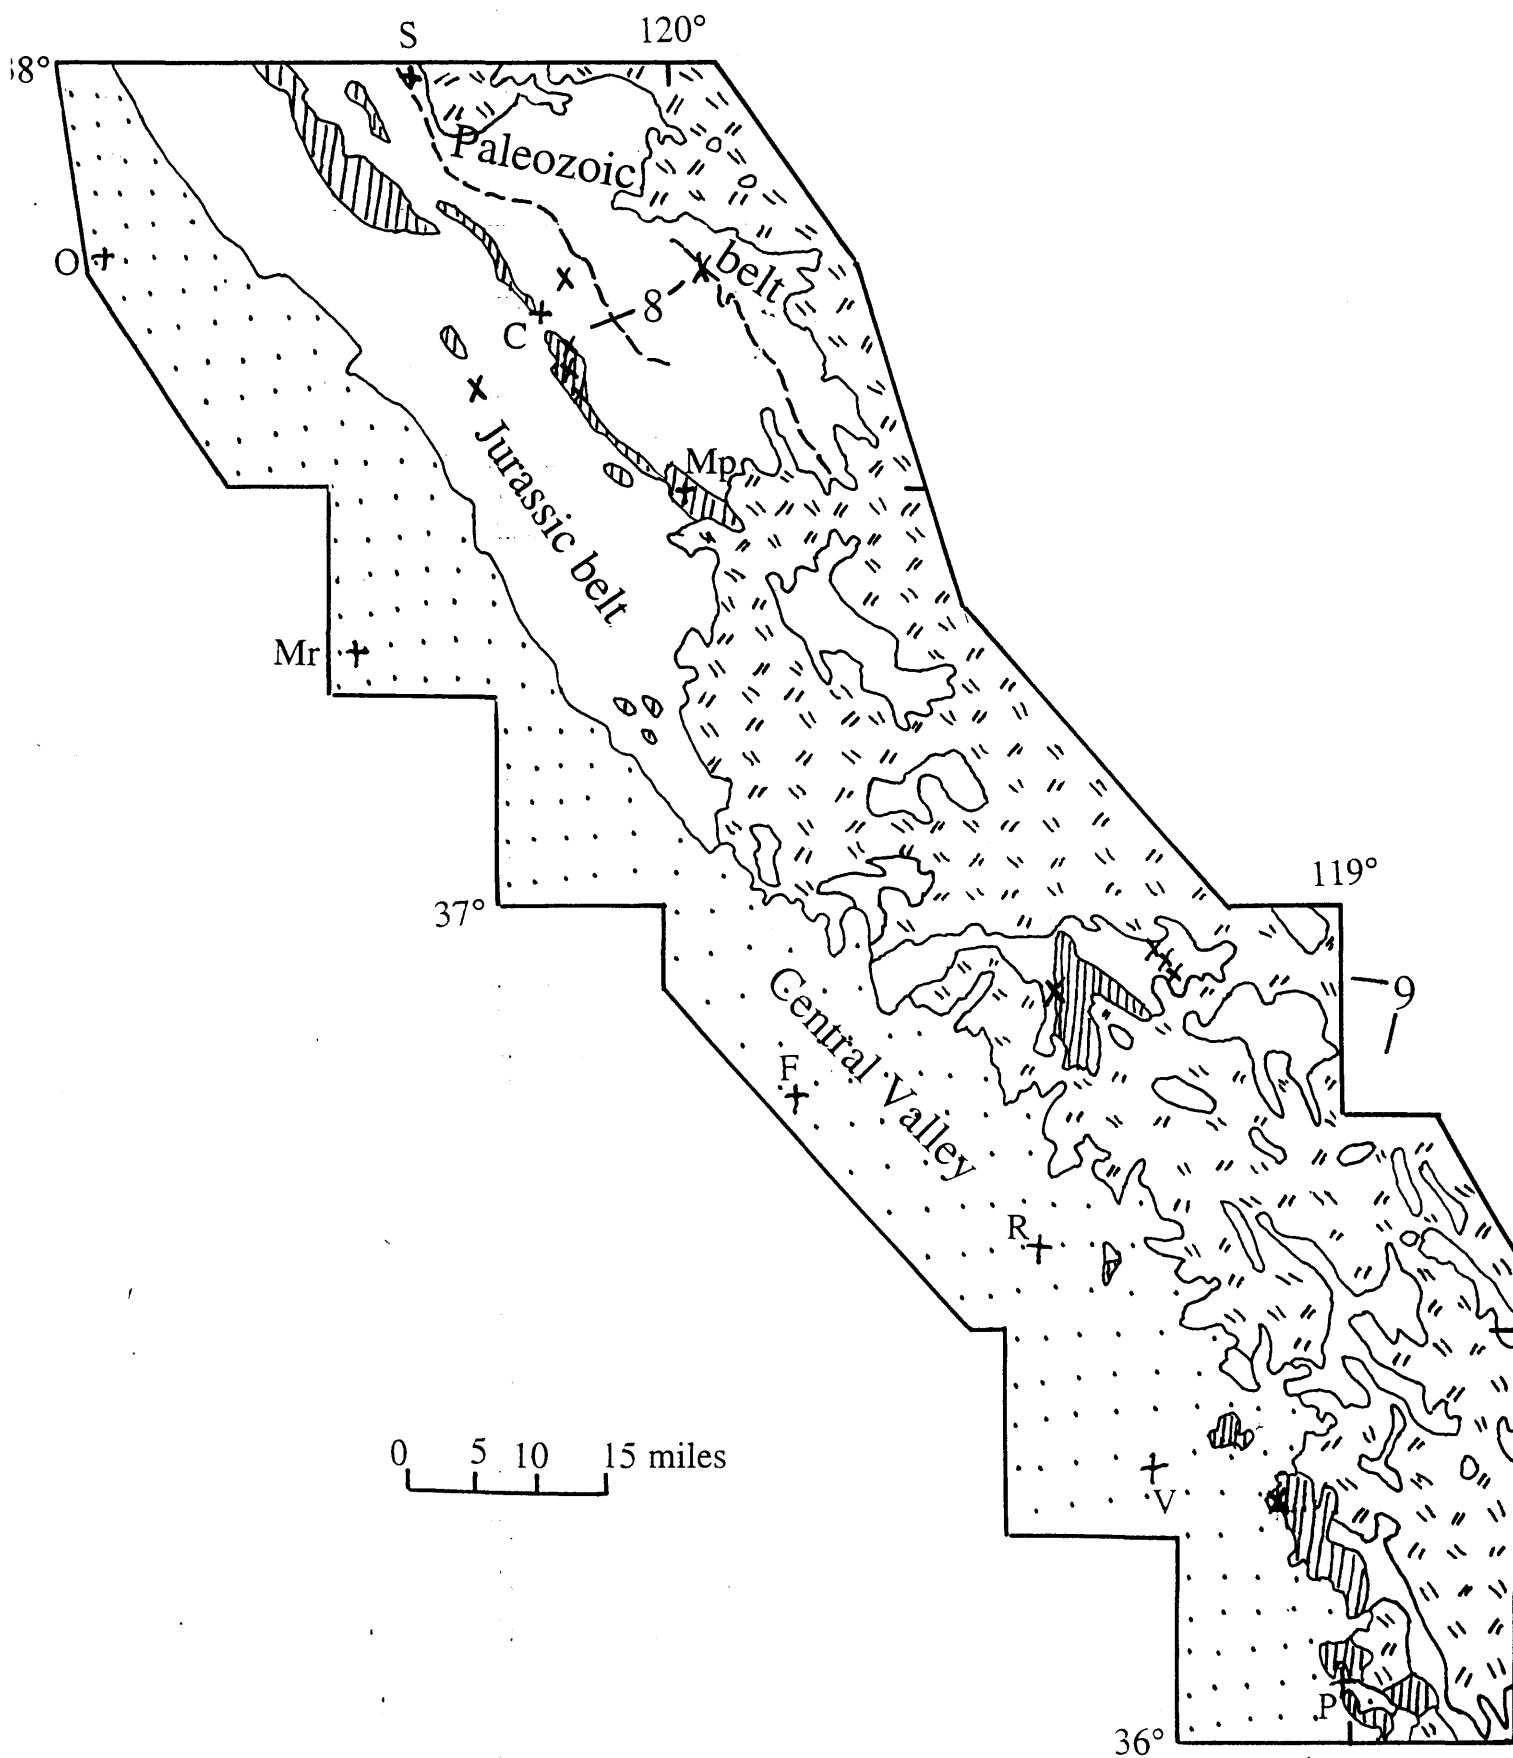 S
120°
38°
Paleozoic
belt
O
8
C
Mp
Jurassic belt
Mr
119°
37°
9
Central Valley
F
R
0 5 10 15 miles
V
P
36°